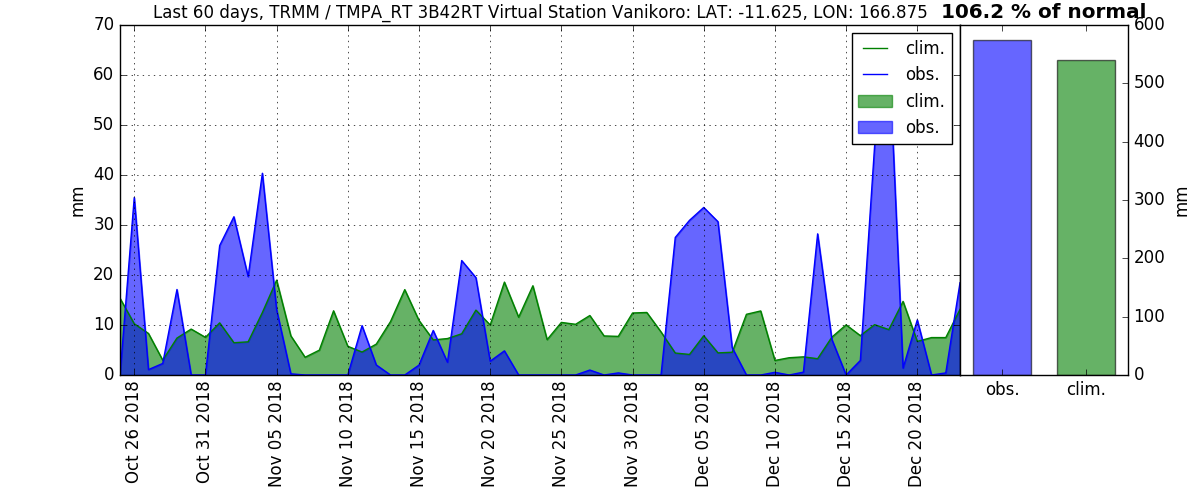 Last 60 days, TRMM / TMPA_RT 3B42RT Virtual Station Vanikoro: LAT: -11.625, LON: 166.875
106.2 % of normal
70
60
50
40
30
20
10
0
mm
clim.
obs.
clim.
obs.
Oct 26 2018
Oct 31 2018
Nov 05 2018
Nov 10 2018
Nov 15 2018
Nov 20 2018
Nov 25 2018
Nov 30 2018
Dec 05 2018
Dec 10 2018
Dec 15 2018
Dec 20 2018
600
500
400
300
200
100
0
mm
obs.
clim.